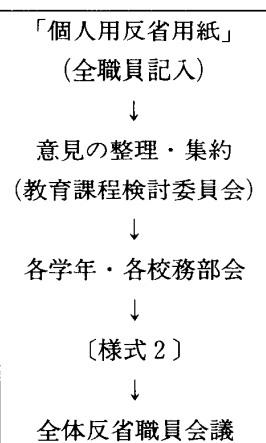 「個人用反省用紙」
(全職員記入)
↓
意見の整理・集約
(教育課程検討委員会)
↓
各学年・各校務部会
↓
〔様式2〕
↓
全体反省職員会議